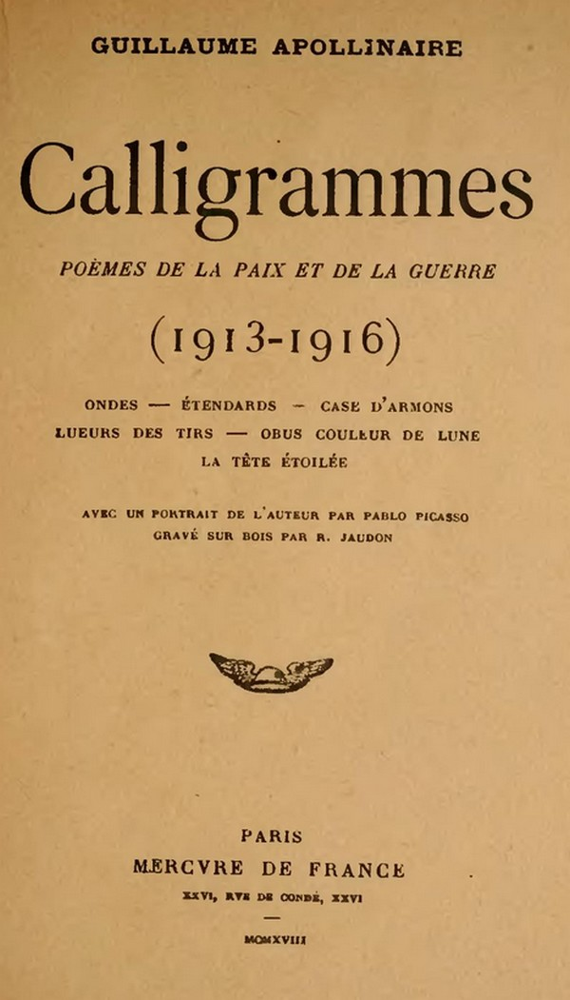 GUILLAUME APOLLINAIRE
Calligrammes
POÈMES DE LA PAIX ET DE LA GUERRE
(1913-1916)
ONDES — ÉTENDARDS — CASE D'ARMONS
LUEURS DES TIRS — OBUS COULEUR DE LUNE
LA TÊTE ÉTOILÉE
AVEC UN PORTRAIT DE L'AUTEUR PAR PABLO PICASSO
GRAVÉ SUR BOIS PAR R. JAUDON
PARIS
MERCVRE DE FRANCE
XXVI, RVE DE CONDÉ, XXVI
—
MCMXVIII